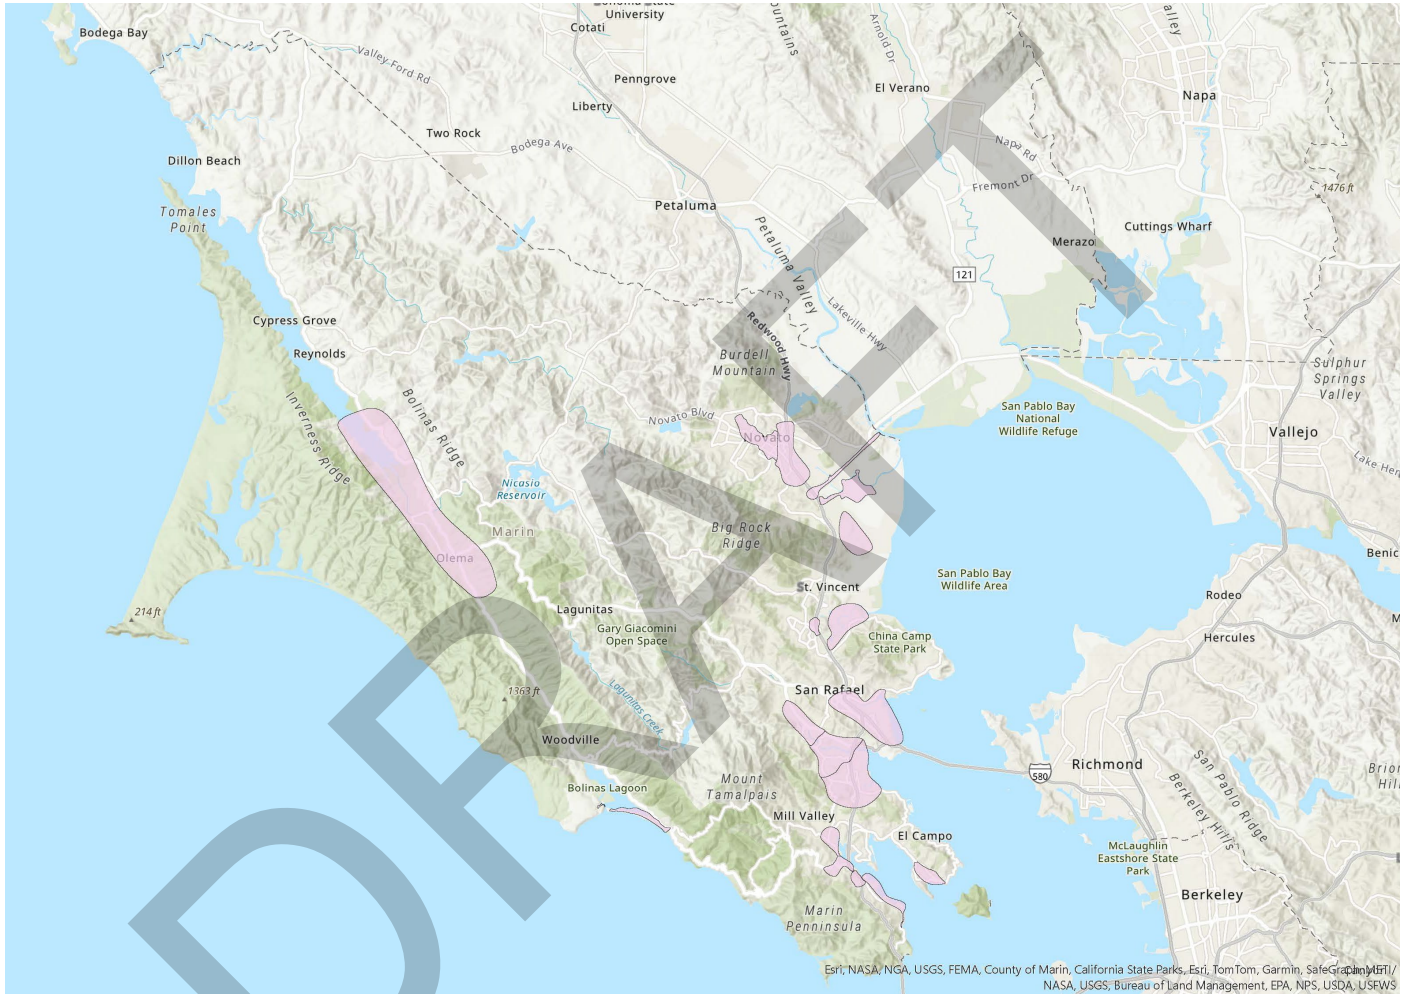 Sonoma State
University
Bodega Bay
Cotati
Valley Ford Rd
Penngrove
Arnold Dr
El Verano
Napa
Liberty
Two Rock
Bodega Ave
Napa Rd
Dillon Beach
Fremont Dr
1476 ft
Petaluma
Tomales
Point
Petaluma Valley
Cuttings Wharf
Merazo
121
Cypress Grove
Lakeville Hwy
Redwood Hwy
Reynolds
Burdell
Mountain
Sulphur
Springs
Valley
Inverness Ridge
Bolinas Ridge
Novato Blvd
Novato
San Pablo Bay
National
Wildlife Refuge
Vallejo
Nicasio
Reservoir
Marin
Big Rock
Ridge
Olema
St. Vincent
San Pablo Bay
Wildlife Area
Benic
Rodeo
214 ft
Lagunitas
Gary Giacomini
Open Space
China Camp
State Park
Hercules
1363 ft
Lagunitas Creek
San Rafael
Woodville
Richmond
580
San Pablo Ridge
Berkeley Hills
Bolinas Lagoon
Mount
Tamalpais
Mill Valley
El Campo
McLaughlin
Eastshore State
Park
Berkeley
Marin
Penninsula
DRAFT
Esri, NASA, NGA, USGS, FEMA, County of Marin, California State Parks, Esri, TomTom, Garmin, SafeGraph, METI/
NASA, USGS, Bureau of Land Management, EPA, NPS, USDA, USFWS